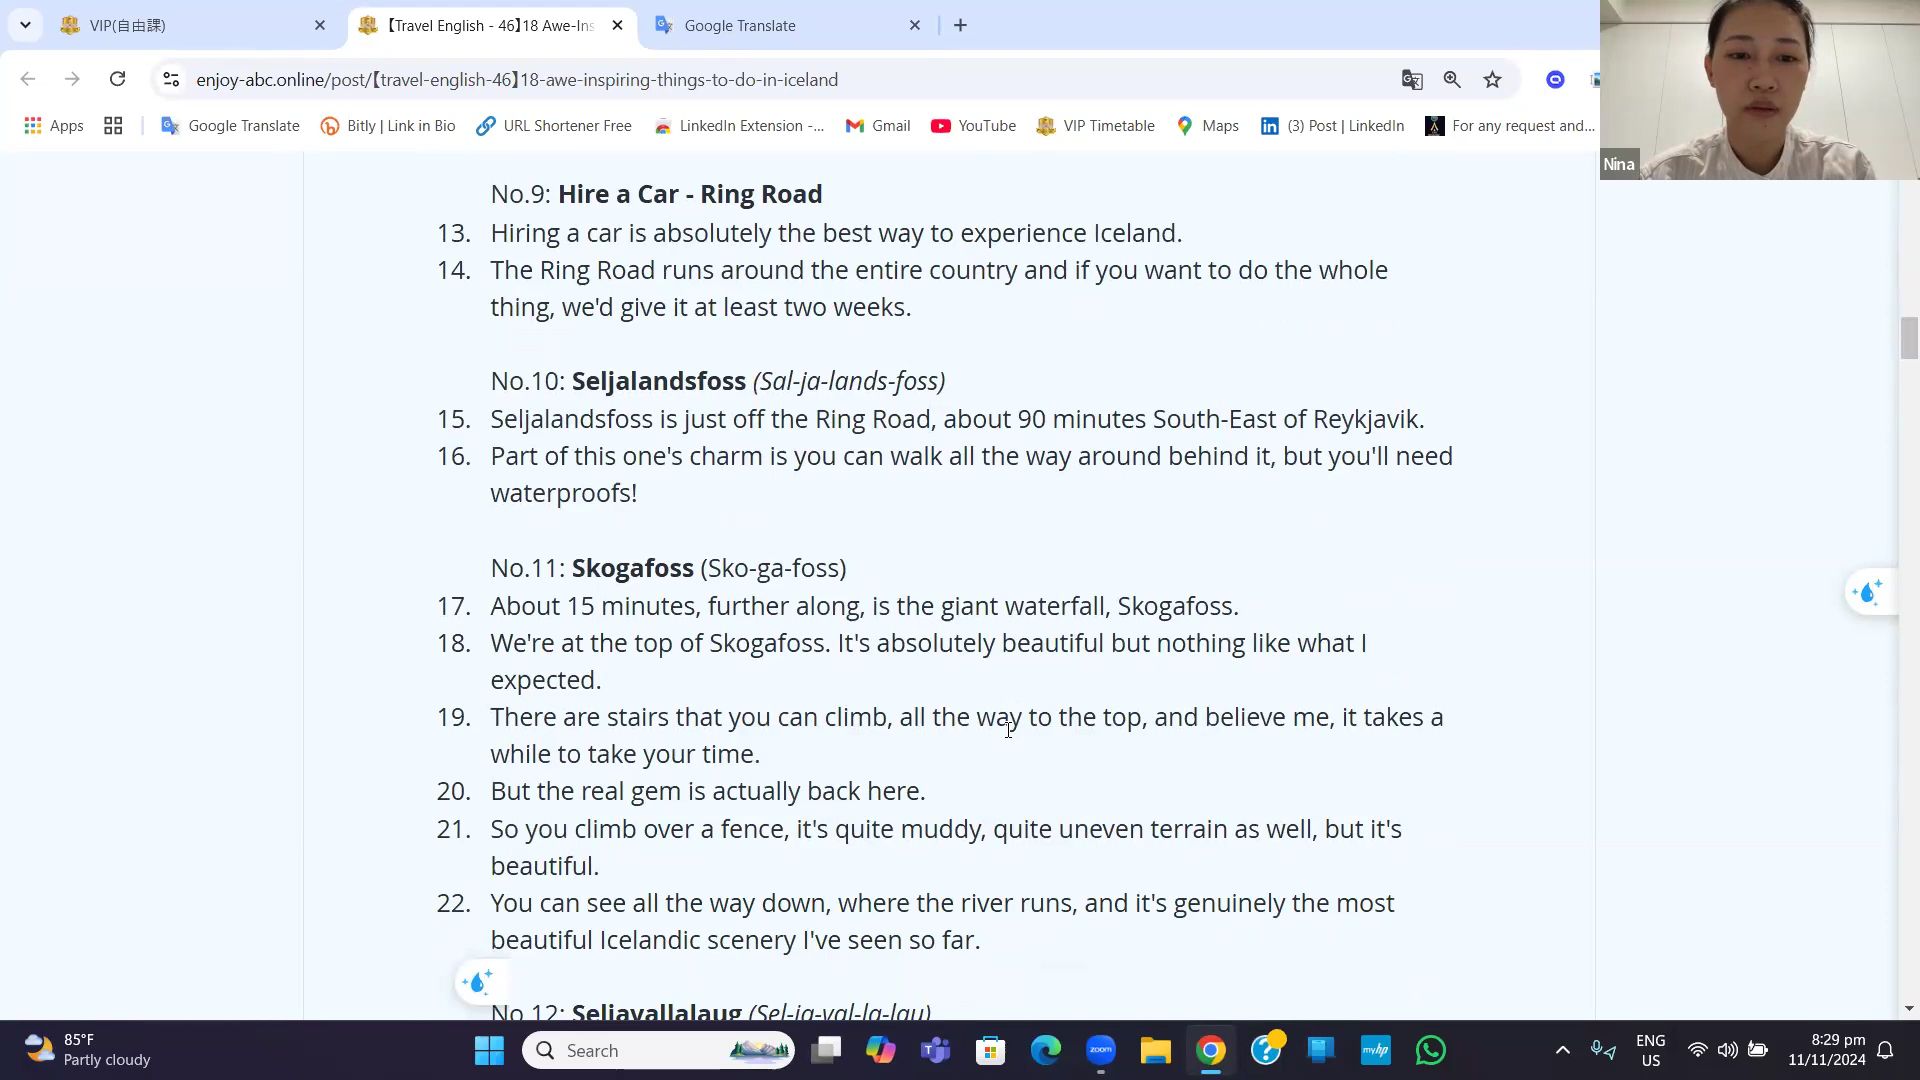 VIP(自由課)
【Travel English - 46】18 Awe-Ins
Google Translate
enjoy-abc.online/post/【travel-english-46】18-awe-inspiring-things-to-do-in-iceland
Apps
Google Translate
Bitly | Link in Bio
URL Shortener Free
LinkedIn Extension -...
Gmail
YouTube
VIP Timetable
Maps
(3) Post | LinkedIn
For any request and...
Nina
No.9: Hire a Car - Ring Road
13. Hiring a car is absolutely the best way to experience Iceland.
14. The Ring Road runs around the entire country and if you want to do the whole
thing, we'd give it at least two weeks.
No.10: Seljalandsfoss (Sal-ja-lands-foss)
15. Seljalandsfoss is just off the Ring Road, about 90 minutes South-East of Reykjavik.
16. Part of this one's charm is you can walk all the way around behind it, but you'll need
waterproofs!
No.11: Skogafoss (Sko-ga-foss)
17. About 15 minutes, further along, is the giant waterfall, Skogafoss.
18. We're at the top of Skogafoss. It's absolutely beautiful but nothing like what I
expected.
19. There are stairs that you can climb, all the way to the top, and believe me, it takes a
while to take your time.
20. But the real gem is actually back here.
21. So you climb over a fence, it's quite muddy, quite uneven terrain as well, but it's
beautiful.
22. You can see all the way down, where the river runs, and it's genuinely the most
beautiful Icelandic scenery I've seen so far.
No.12: Seljavallalaug (Sel-ja-val-la-lau)
85°F
Partly cloudy
Search
zoom
myhp
ENG
US
8:29 pm
11/11/2024